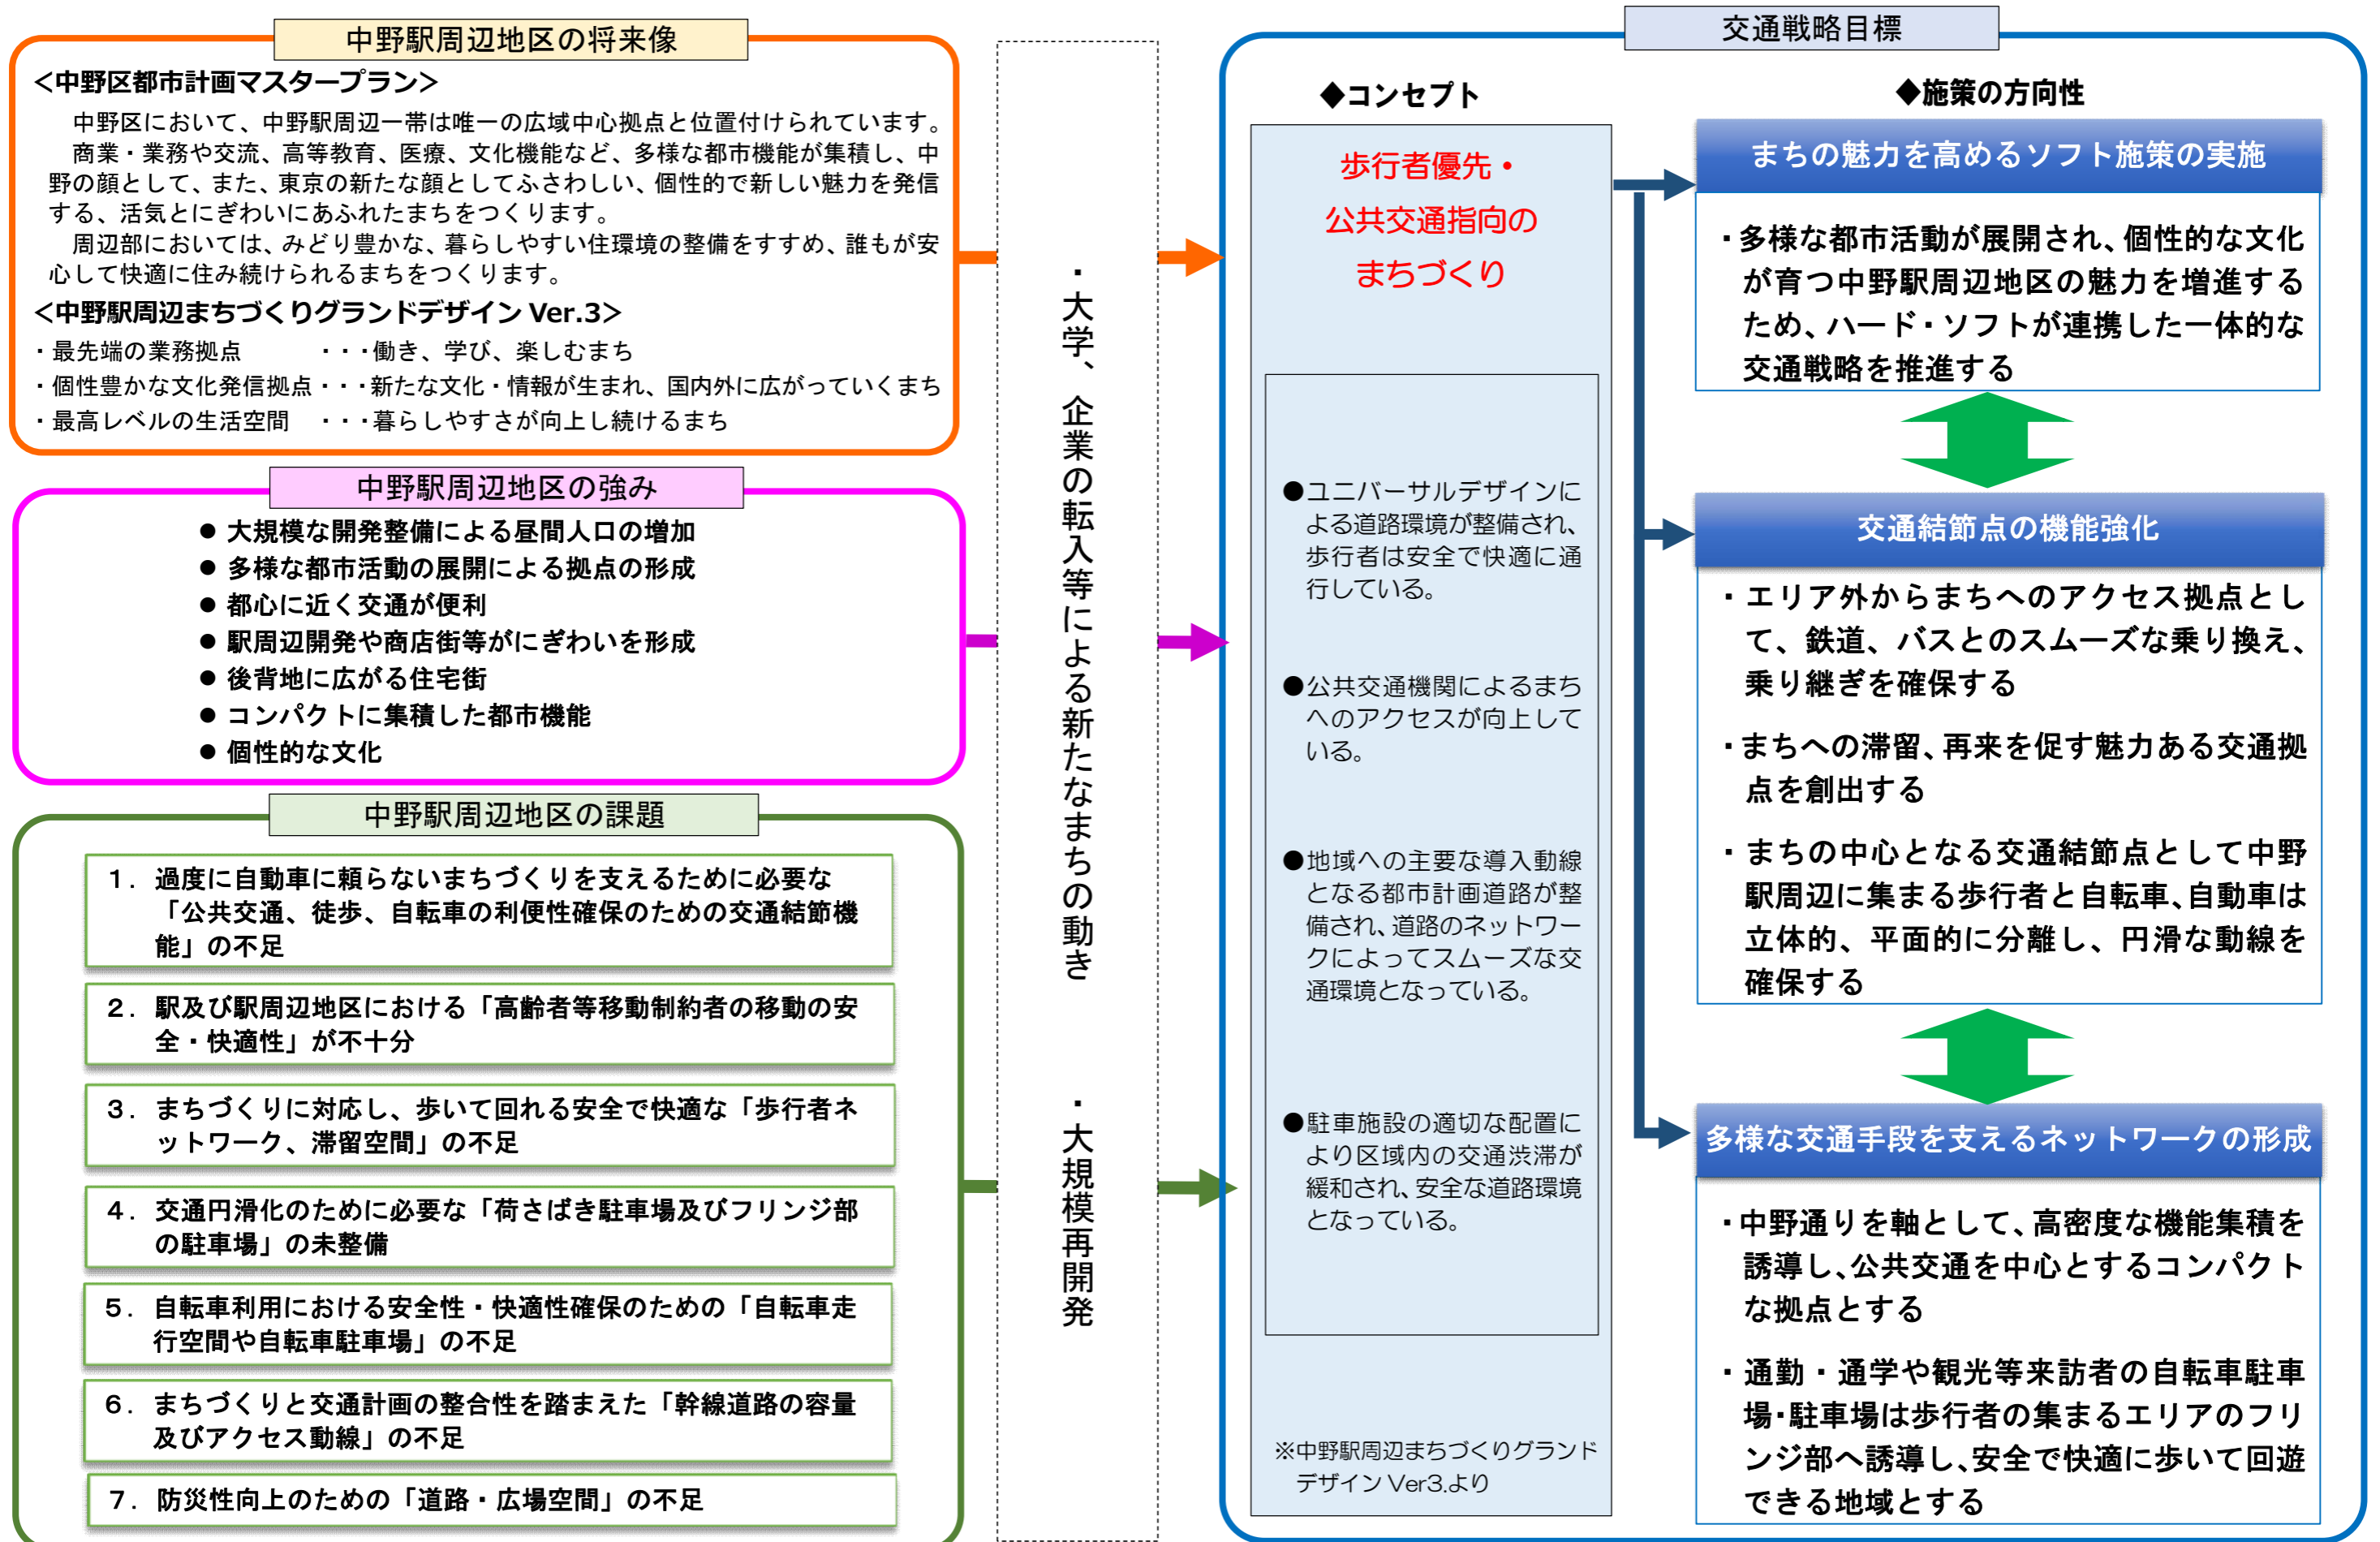 中野駅周辺地区の将来像
＜中野区都市計画マスタープラン＞
中野区において、中野駅周辺一帯は唯一の広域中心拠点と位置付けられています。
商業・業務や交流、高等教育、医療、文化機能など、多様な都市機能が集積し、中
野の顔として、また、東京の新たな顔としてふさわしい、個性的で新しい魅力を発信
する、活気とにぎわいにあふれたまちをつくります。
周辺部においては、みどり豊かな、暮らしやすい住環境の整備をすすめ、誰もが安
心して快適に住み続けられるまちをつくります。
＜中野駅周辺まちづくりグランドデザイン Ver.3＞
・最先端の業務拠点　　　・・・働き、学び、楽しむまち
・個性豊かな文化発信拠点・・・新たな文化・情報が生まれ、国内外に広がっていくまち
・最高レベルの生活空間　・・・暮らしやすさが向上し続けるまち
中野駅周辺地区の強み
● 大規模な開発整備による昼間人口の増加
● 多様な都市活動の展開による拠点の形成
● 都心に近く交通が便利
● 駅周辺開発や商店街等がにぎわいを形成
● 後背地に広がる住宅街
● コンパクトに集積した都市機能
● 個性的な文化
中野駅周辺地区の課題
１．過度に自動車に頼らないまちづくりを支えるために必要な
「公共交通、徒歩、自転車の利便性確保のための交通結節機
能」の不足
２．駅及び駅周辺地区における「高齢者等移動制約者の移動の安
全・快適性」が不十分
３．まちづくりに対応し、歩いて回れる安全で快適な「歩行者ネ
ットワーク、滞留空間」の不足
４．交通円滑化のために必要な「荷さばき駐車場及びフリンジ部
の駐車場」の未整備
５．自転車利用における安全性・快適性確保のための「自転車走
行空間や自転車駐車場」の不足
６．まちづくりと交通計画の整合性を踏まえた「幹線道路の容量
及びアクセス動線」の不足
７．防災性向上のための「道路・広場空間」の不足
・大学、企業の転入等による新たなまちの動き
・大規模再開発
交通戦略目標
◆コンセプト
歩行者優先・
公共交通指向の
まちづくり
●ユニバーサルデザインに
よる道路環境が整備され、
歩行者は安全で快適に通
行している。
●公共交通機関によるまち
へのアクセスが向上して
いる。
●地域への主要な導入動線
となる都市計画道路が整
備され、道路のネットワー
クによってスムーズな交
通環境となっている。
●駐車施設の適切な配置に
より区域内の交通渋滞が
緩和され、安全な道路環境
となっている。
※中野駅周辺まちづくりグランド
デザイン Ver3.より
◆施策の方向性
まちの魅力を高めるソフト施策の実施
・多様な都市活動が展開され、個性的な文化
が育つ中野駅周辺地区の魅力を増進する
ため、ハード・ソフトが連携した一体的な
交通戦略を推進する
交通結節点の機能強化
・エリア外からまちへのアクセス拠点とし
て、鉄道、バスとのスムーズな乗り換え、
乗り継ぎを確保する
・まちへの滞留、再来を促す魅力ある交通拠
点を創出する
・まちの中心となる交通結節点として中野
駅周辺に集まる歩行者と自転車、自動車は
立体的、平面的に分離し、円滑な動線を
確保する
多様な交通手段を支えるネットワークの形成
・中野通りを軸として、高密度な機能集積を
誘導し、公共交通を中心とするコンパクト
な拠点とする
・通勤・通学や観光等来訪者の自転車駐車
場・駐車場は歩行者の集まるエリアのフリ
ンジ部へ誘導し、安全で快適に歩いて回遊
できる地域とする